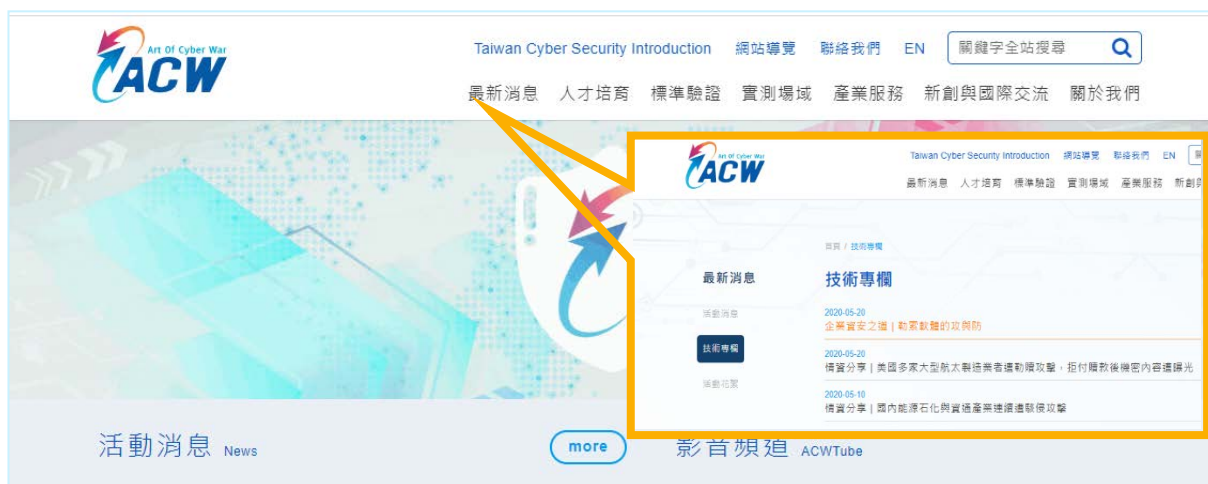 Art Of Cyber War
ACW
Taiwan Cyber Security Introduction 網站導覽 聯絡我們 EN 關鍵字全站搜尋
最新消息 人才培育 標準驗證 實測場域 產業服務 新創與國際交流 關於我們
Art Of Cyber War
ACW
Taiwan Cyber Security Introduction 網站導覽 聯絡我們 EN
最新消息 人才培育 標準驗證 實測場域 產業服務 新創
首頁 / 技術專欄
最新消息
技術專欄
活動消息
技術專欄
活動花絮
2020-05-20
企業資安之道 | 勒索軟體的攻與防
2020-05-20
情資分享 | 美國多家大型航太製造業者遭勒贖攻擊，拒付贖款後機密內容遭曝光
2020-05-10
情資分享 | 國內能源石化與資通產業連續遭駭侵攻擊
活動消息 News
more
影音頻道 ACWTube